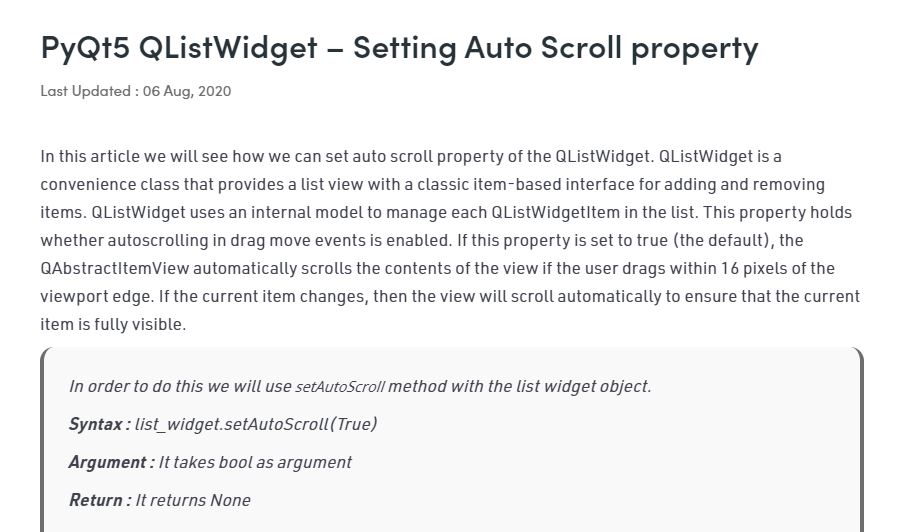 PyQt5 QListWidget – Setting Auto Scroll property
Last Updated : 06 Aug, 2020
In this article we will see how we can set auto scroll property of the QListWidget. QListWidget is a
convenience class that provides a list view with a classic item-based interface for adding and removing
items. QListWidget uses an internal model to manage each QListWidgetItem in the list. This property holds
whether autoscrolling in drag move events is enabled. If this property is set to true (the default), the
QAbstractItemView automatically scrolls the contents of the view if the user drags within 16 pixels of the
viewport edge. If the current item changes, then the view will scroll automatically to ensure that the current
item is fully visible.
In order to do this we will use setAutoScroll method with the list widget object.
Syntax : list_widget.setAutoScroll(True)
Argument : It takes bool as argument
Return : It returns None